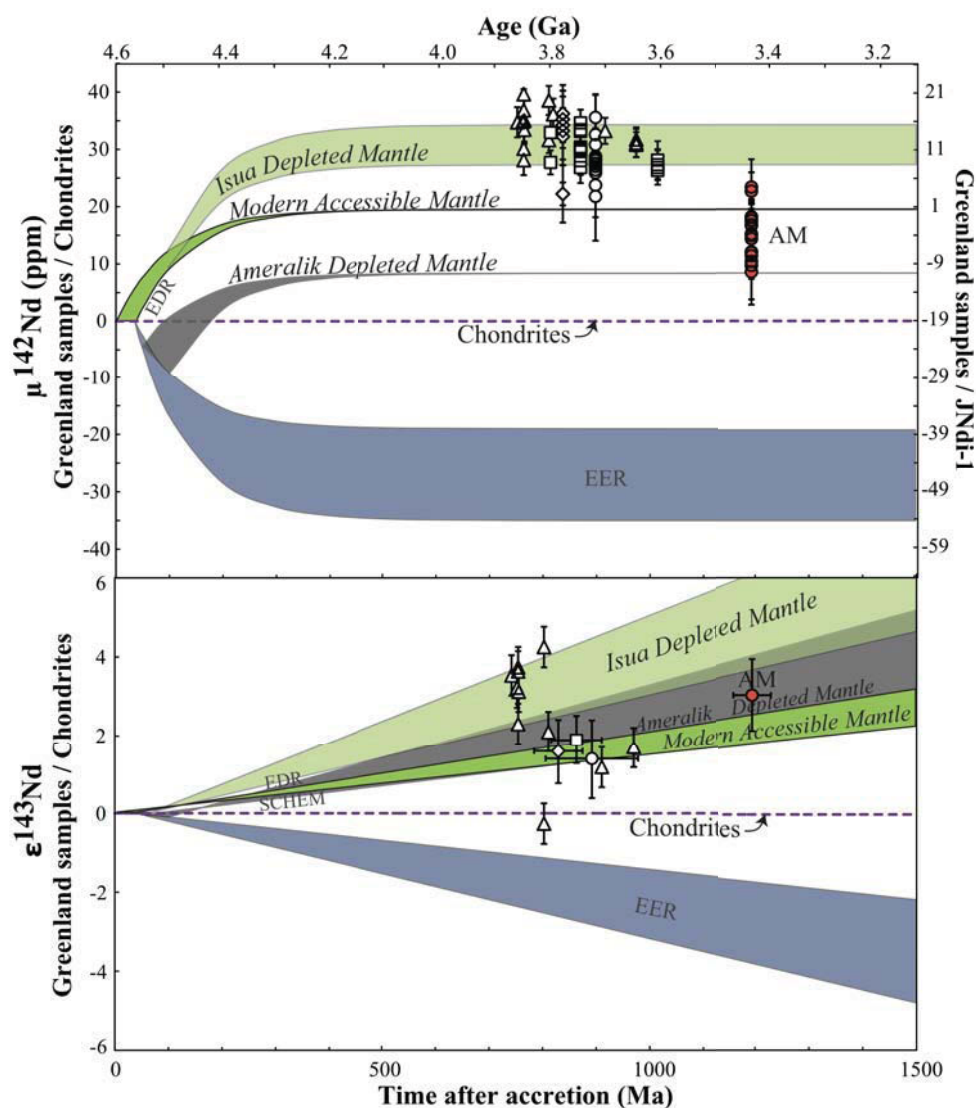 Age (Ga)
4.6 4.4 4.2 4.0 3.8 3.6 3.4 3.2
μ142Nd (ppm)
Greenland samples / Chondrites
40
30
20
10
0
-10
-20
-30
-40
21
11
1
-9
-19
-29
-39
-49
-59
Greenland samples / JNdi-1
Isua Depleted Mantle
Modern Accessible Mantle
EDR
Ameralik Depleted Mantle
AM
Chondrites
EER
ε143Nd
Greenland samples / Chondrites
6
4
2
0
-2
-4
-6
Isua Depleted Mantle
AM
Ameralik Depleted Mantle
Modern Accessible Mantle
EDR
SCHEM
Chondrites
EER
0 500 1000 1500
Time after accretion (Ma)